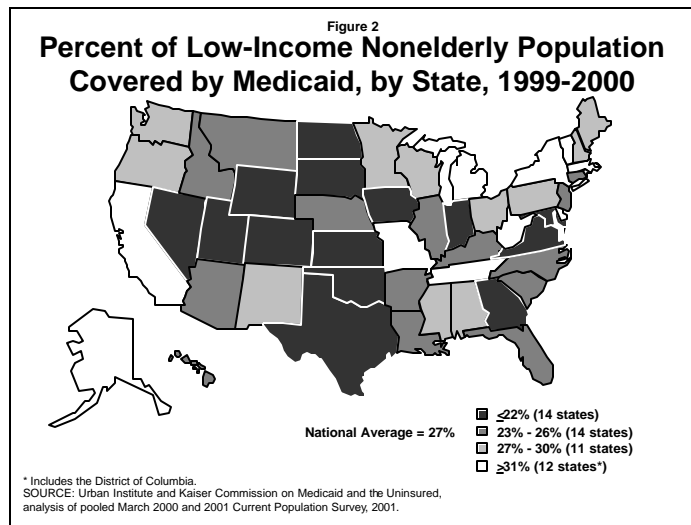 Figure 2
Percent of Low-Income Nonelderly Population
Covered by Medicaid, by State, 1999-2000
National Average = 27%
≤22% (14 states)
23% - 26% (14 states)
27% - 30% (11 states)
≥31% (12 states*)
* Includes the District of Columbia.
SOURCE: Urban Institute and Kaiser Commission on Medicaid and the Uninsured,
analysis of pooled March 2000 and 2001 Current Population Survey, 2001.